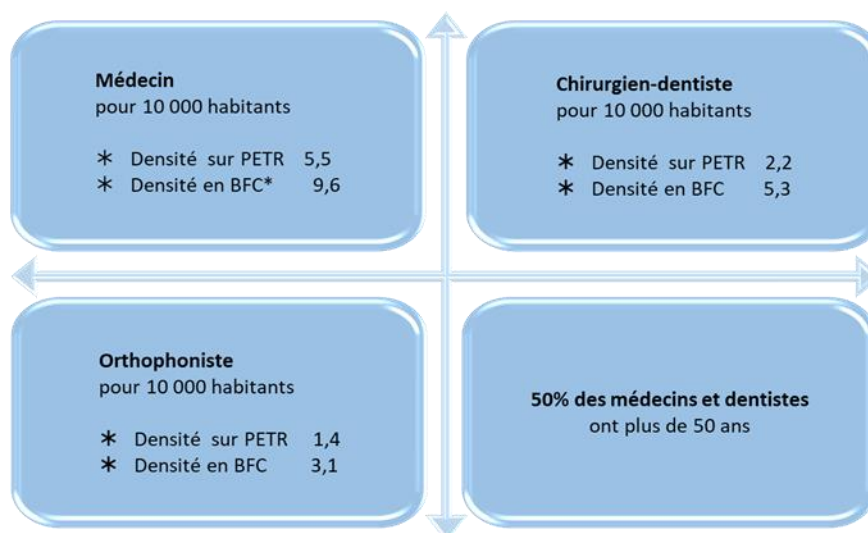 Médecin
pour 10 000 habitants
* Densité sur PETR 5,5
* Densité en BFC* 9,6
Chirurgien-dentiste
pour 10 000 habitants
* Densité sur PETR 2,2
* Densité en BFC 5,3
Orthophoniste
pour 10 000 habitants
* Densité sur PETR 1,4
* Densité en BFC 3,1
50% des médecins et dentistes
ont plus de 50 ans